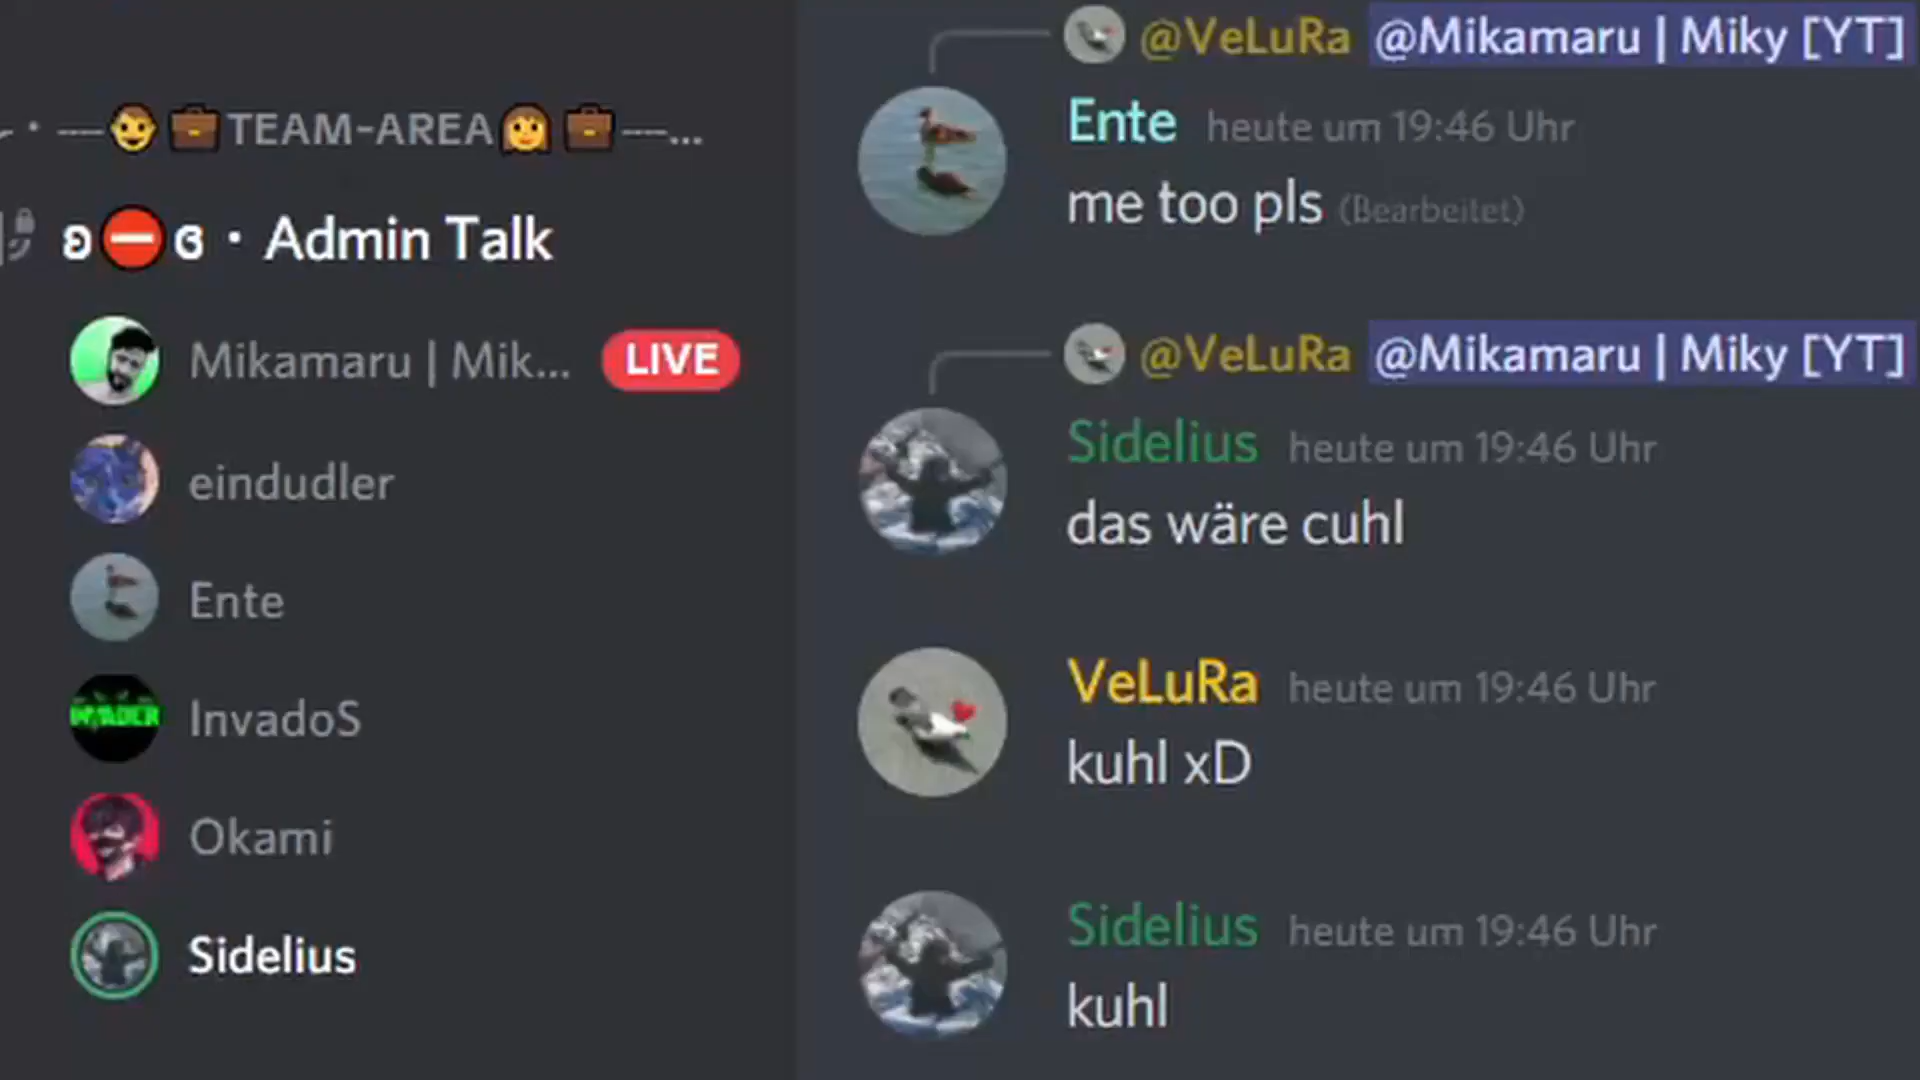 TEAM-AREA
ʚ⛔ɞ • Admin Talk
Mikamaru | Mik... LIVE
eindudler
Ente
InvadoS
Okami
Sidelius
@VeLuRa @Mikamaru | Miky [YT]
Ente heute um 19:46 Uhr
me too pls (Bearbeitet)
@VeLuRa @Mikamaru | Miky [YT]
Sidelius heute um 19:46 Uhr
das wäre cuhl
VeLuRa heute um 19:46 Uhr
kuhl xD
Sidelius heute um 19:46 Uhr
kuhl